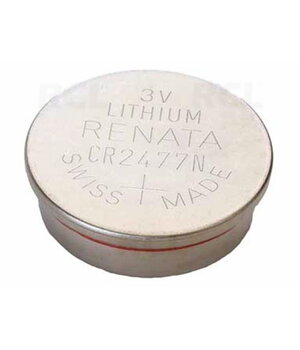 3V
LITHIUM
RENATA
CR2477N
SWISS MADE
+